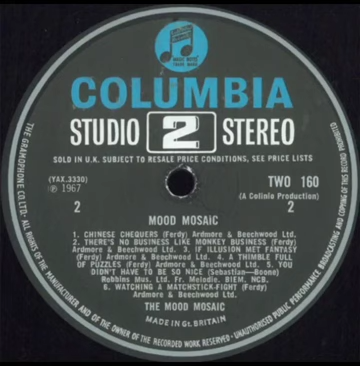 MAGIC NOTES
TRADE MARK
COLUMBIA
STUDIO 2 STEREO
SOLD IN U.K. SUBJECT TO RESALE PRICE CONDITIONS, SEE PRICE LISTS
(YAX.3330)
℗ 1967
TWO 160
(A Colinio Production)
2
2
MOOD MOSAIC
1. CHINESE CHEQUERS (Ferdy) Ardmore & Beechwood Ltd.
2. THERE'S NO BUSINESS LIKE MONKEY BUSINESS (Ferdy)
Ardmore & Beechwood Ltd. 3. IF ILLUSION MET FANTASY
(Ferdy) Ardmore & Beechwood Ltd. 4. A THIMBLE FULL
OF PUZZLES (Ferdy) Ardmore & Beechwood Ltd. 5. YOU
DIDN'T HAVE TO BE SO NICE (Sebastian—Boone)
Robbins Mus. Ltd. Fr. Melodie. BIEM. NCB.
6. WATCHING A MATCHSTICK-FIGHT (Ferdy)
Ardmore & Beechwood Ltd.
THE MOOD MOSAIC
MADE IN GT. BRITAIN
THE GRAMOPHONE CO. LTD. ALL RIGHTS OF THE MANUFACTURER AND OF THE OWNER OF THE RECORDED WORK RESERVED UNAUTHORISED PUBLIC PERFORMANCE BROADCASTING AND COPYING OF THIS RECORD PROHIBITED